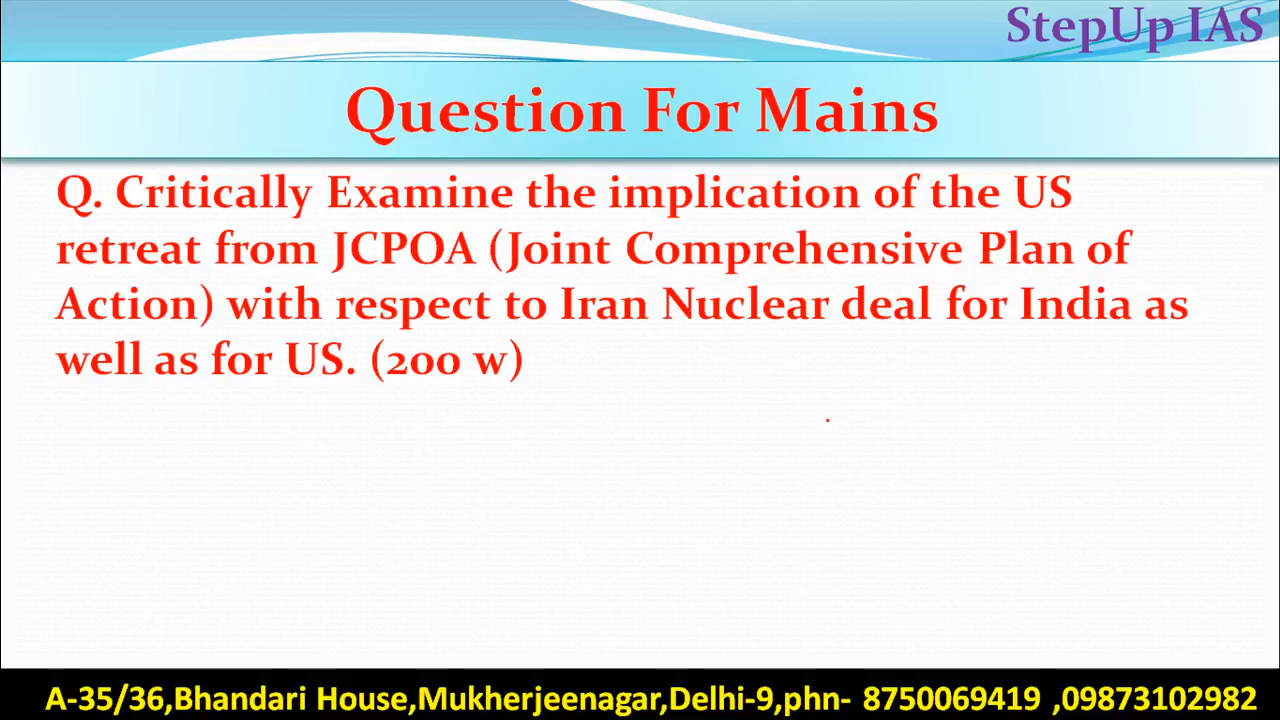 StepUp IAS
Question For Mains
Q. Critically Examine the implication of the US
retreat from JCPOA (Joint Comprehensive Plan of
Action) with respect to Iran Nuclear deal for India as
well as for US. (200 w)
A-35/36,Bhandari House,Mukherjeenagar,Delhi-9,phn- 8750069419 ,09873102982